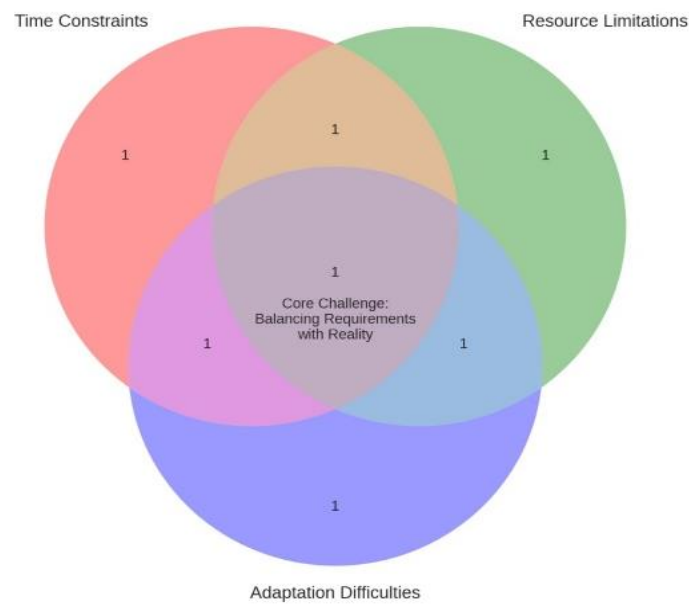 Time Constraints
Resource Limitations
1
1
1
1
Core Challenge:
Balancing Requirements
with Reality
1
1
1
Adaptation Difficulties